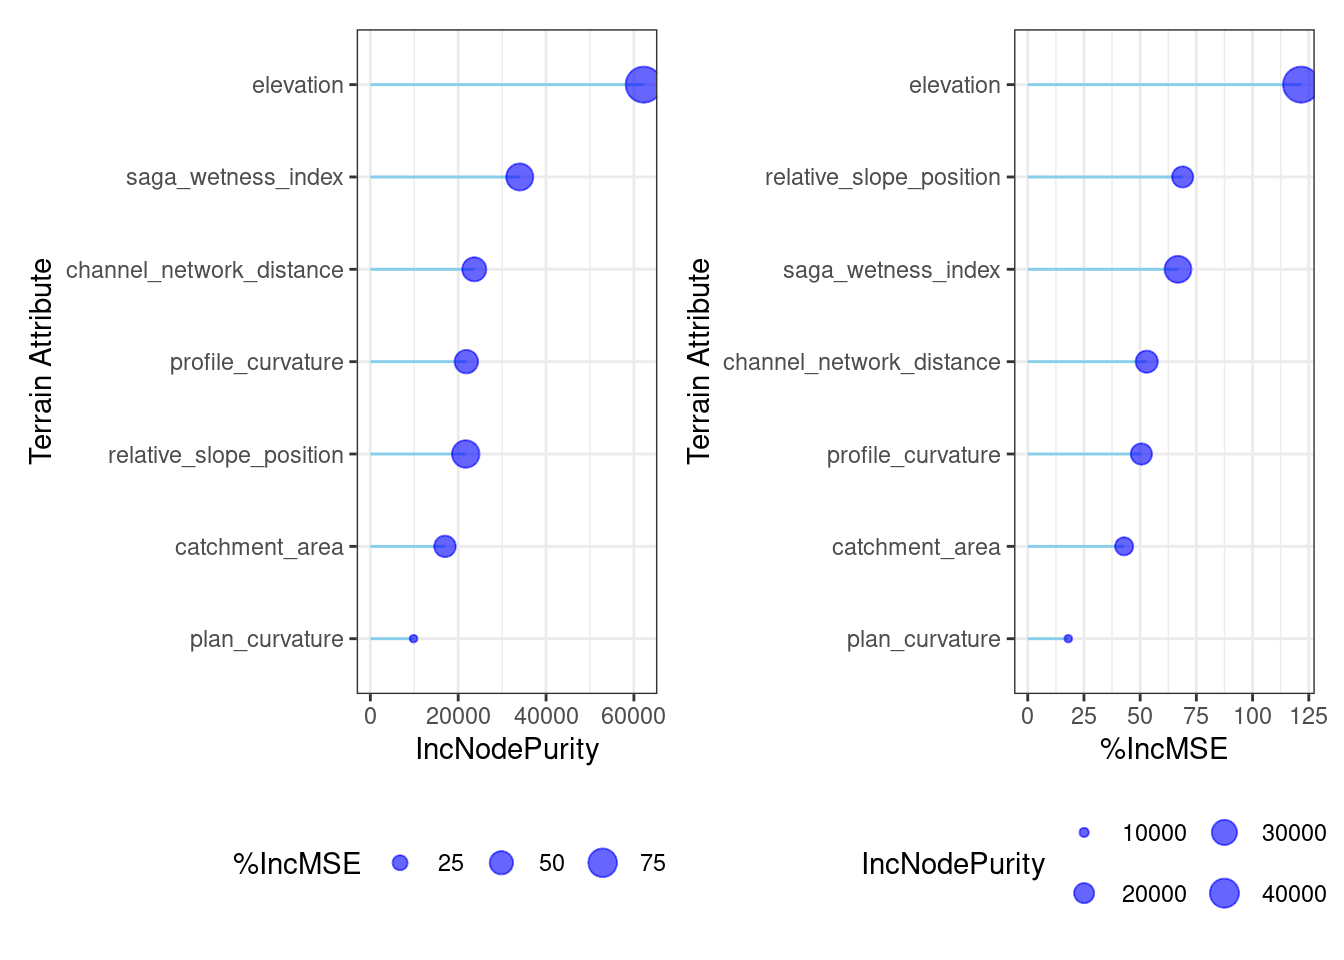 Terrain Attribute
elevation
saga_wetness_index
channel_network_distance
profile_curvature
relative_slope_position
catchment_area
plan_curvature
0 20000 40000 60000
IncNodePurity
%IncMSE 25 50 75
Terrain Attribute
elevation
relative_slope_position
saga_wetness_index
channel_network_distance
profile_curvature
catchment_area
plan_curvature
0 25 50 75 100 125
%IncMSE
IncNodePurity
10000 30000
20000 40000